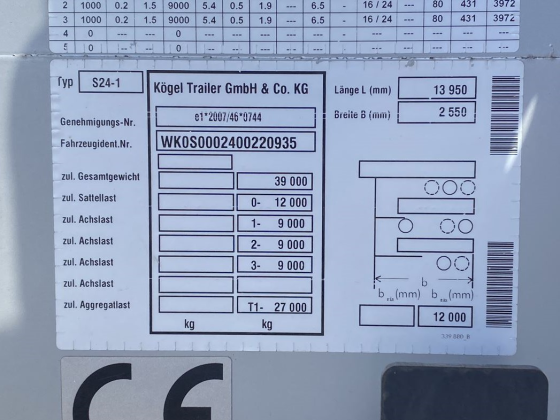 2 1000 0.2 1.5 9000 5.4 0.5 1.9 --- 6.5 - 16 / 24 --- --- 80 431 3972
3 1000 0.2 1.5 9000 5.4 0.5 1.9 --- 6.5 - 16 / 24 --- --- 80 431 3972
4 0 --- --- 0 --- --- --- --- --- --- --- --- --- --- ---
5 0 --- --- 0 --- --- --- --- --- --- --- --- --- --- ---
Typ S24-1
Kögel Trailer GmbH & Co. KG
Länge L (mm) 13 950
Breite B (mm) 2 550
Genehmigungs-Nr. e1*2007/46*0744
Fahrzeugident.Nr. WK0S0002400220935
zul. Gesamtgewicht 39 000
zul. Sattellast 0- 12 000
zul. Achslast 1- 9 000
zul. Achslast 2- 9 000
zul. Achslast 3- 9 000
zul. Achslast
zul. Aggregatlast T1- 27 000
kg kg
b
b (mm) b (mm)
12 000
CE